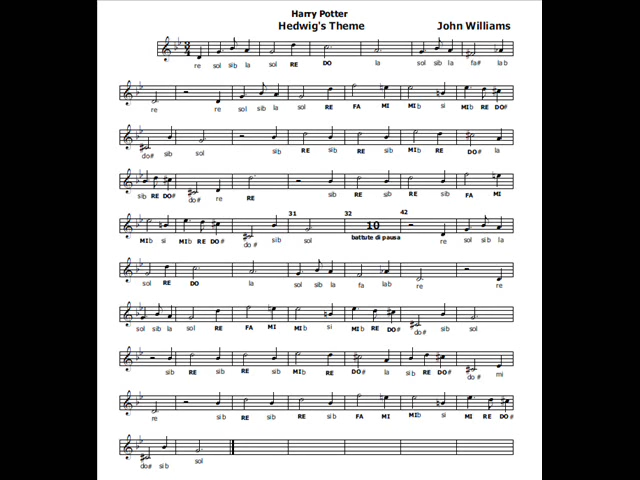 Harry Potter
Hedwig's Theme John Williams
re sol sib la sol RE DO la sol sib la fa# lab
re re sol sib la sol RE FA MI MIb si MIb RE DO#
do# sib sol sib RE sib RE sib MIb RE DO# la
sib RE DO# do# re RE sib RE sib RE sib RE FA MI
31 32 42
10
MIb si MIb RE DO# do# sib sol battute di pausa re sol sib la
sol RE DO la sol sib la fa lab re re
sol sib la sol RE FA MI MIb si MIb RE DO# do# sib sol
sib RE sib RE sib MIb RE DO# la sib RE DO# do# mi
re sib RE sib RE sib RE FA MI MIb si MI RE DO#
do# sib sol